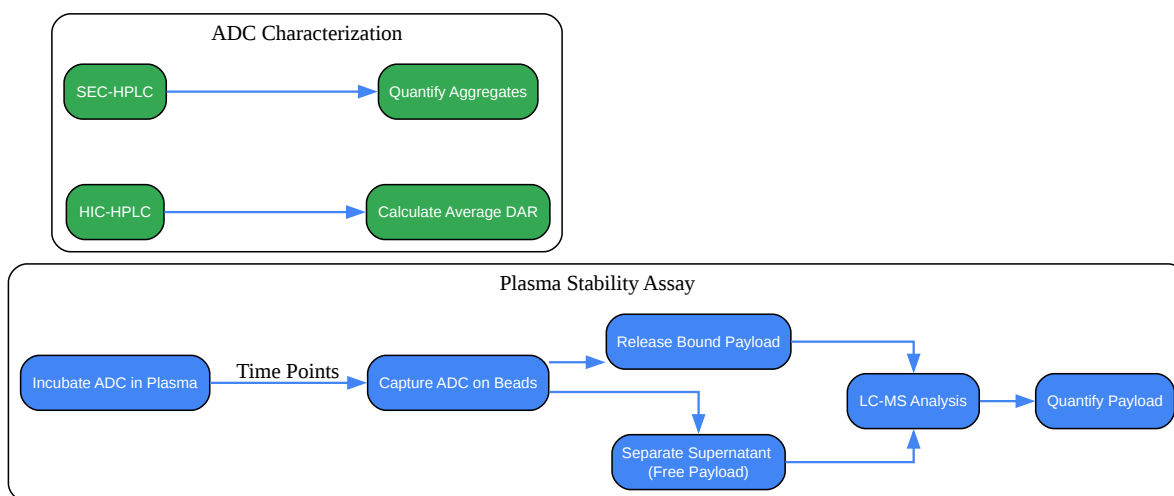 ADC Characterization
SEC-HPLC
Quantify Aggregates
HIC-HPLC
Calculate Average DAR
Plasma Stability Assay
Incubate ADC in Plasma
Time Points
Capture ADC on Beads
Release Bound Payload
Separate Supernatant
(Free Payload)
LC-MS Analysis
Quantify Payload